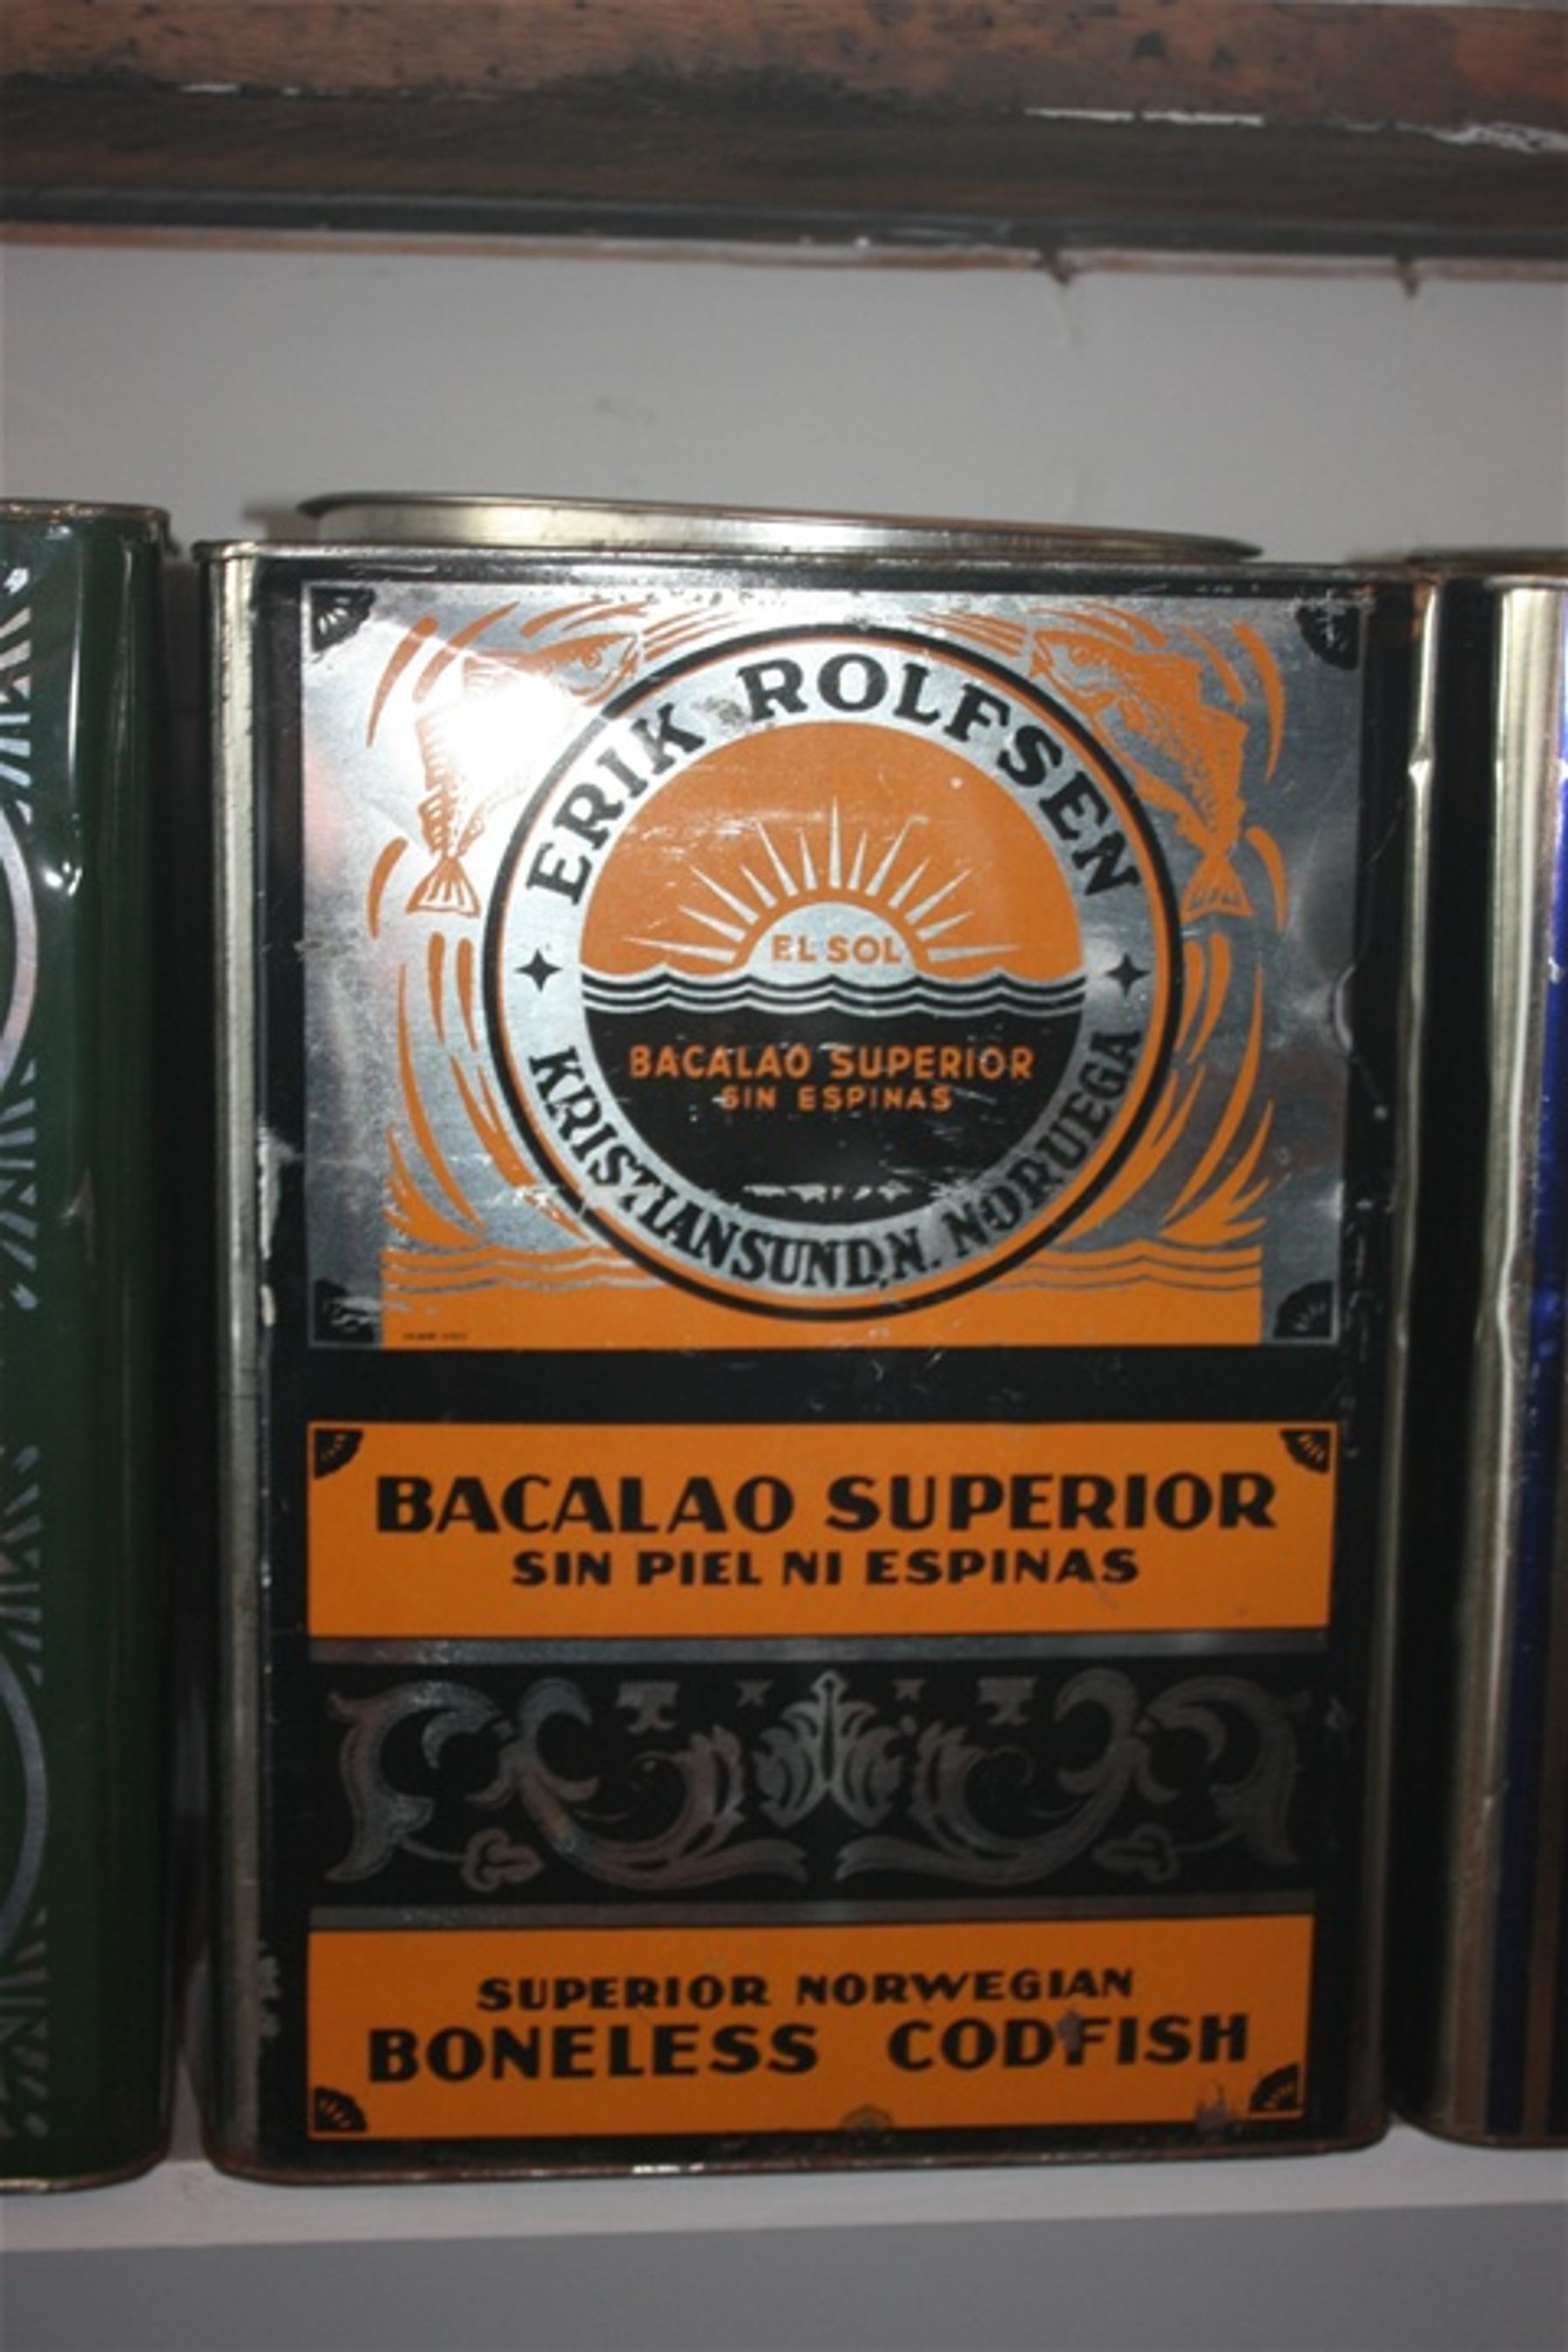 ERIK ROLFSEN
EL SOL
BACALAO SUPERIOR
SIN ESPINAS
KRISTIANSUND.N. NORUEGA
BACALAO SUPERIOR
SIN PIEL NI ESPINAS
SUPERIOR NORWEGIAN
BONELESS CODFISH